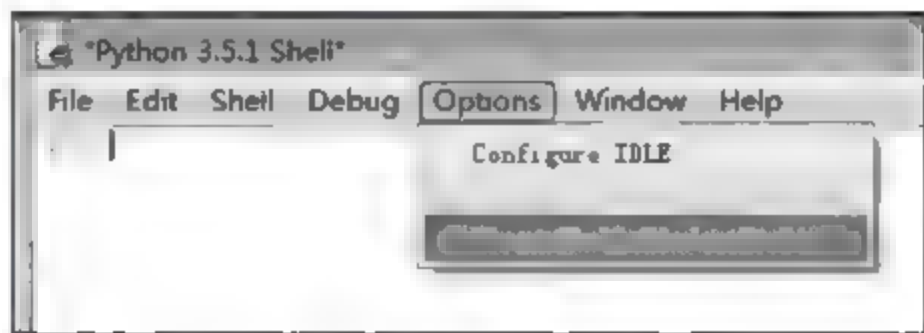 *Python 3.5.1 Shell*
File Edit Shell Debug Options Window Help
Configure IDLE